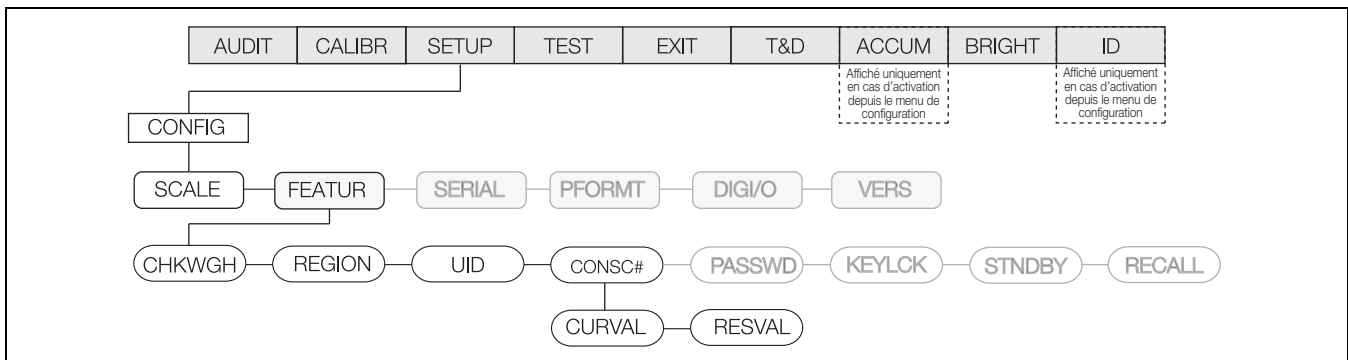 AUDIT CALIBR SETUP TEST EXIT T&D ACCUM BRIGHT ID
Affiché uniquement
en cas d'activation
depuis le menu de
configuration
Affiché uniquement
en cas d'activation
depuis le menu de
configuration
CONFIG
SCALE FEATUR SERIAL PFORMT DIGI/O VERS
CHKWGH REGION UID CONSC# PASSWD KEYLCK STNDBY RECALL
CURVAL RESVAL